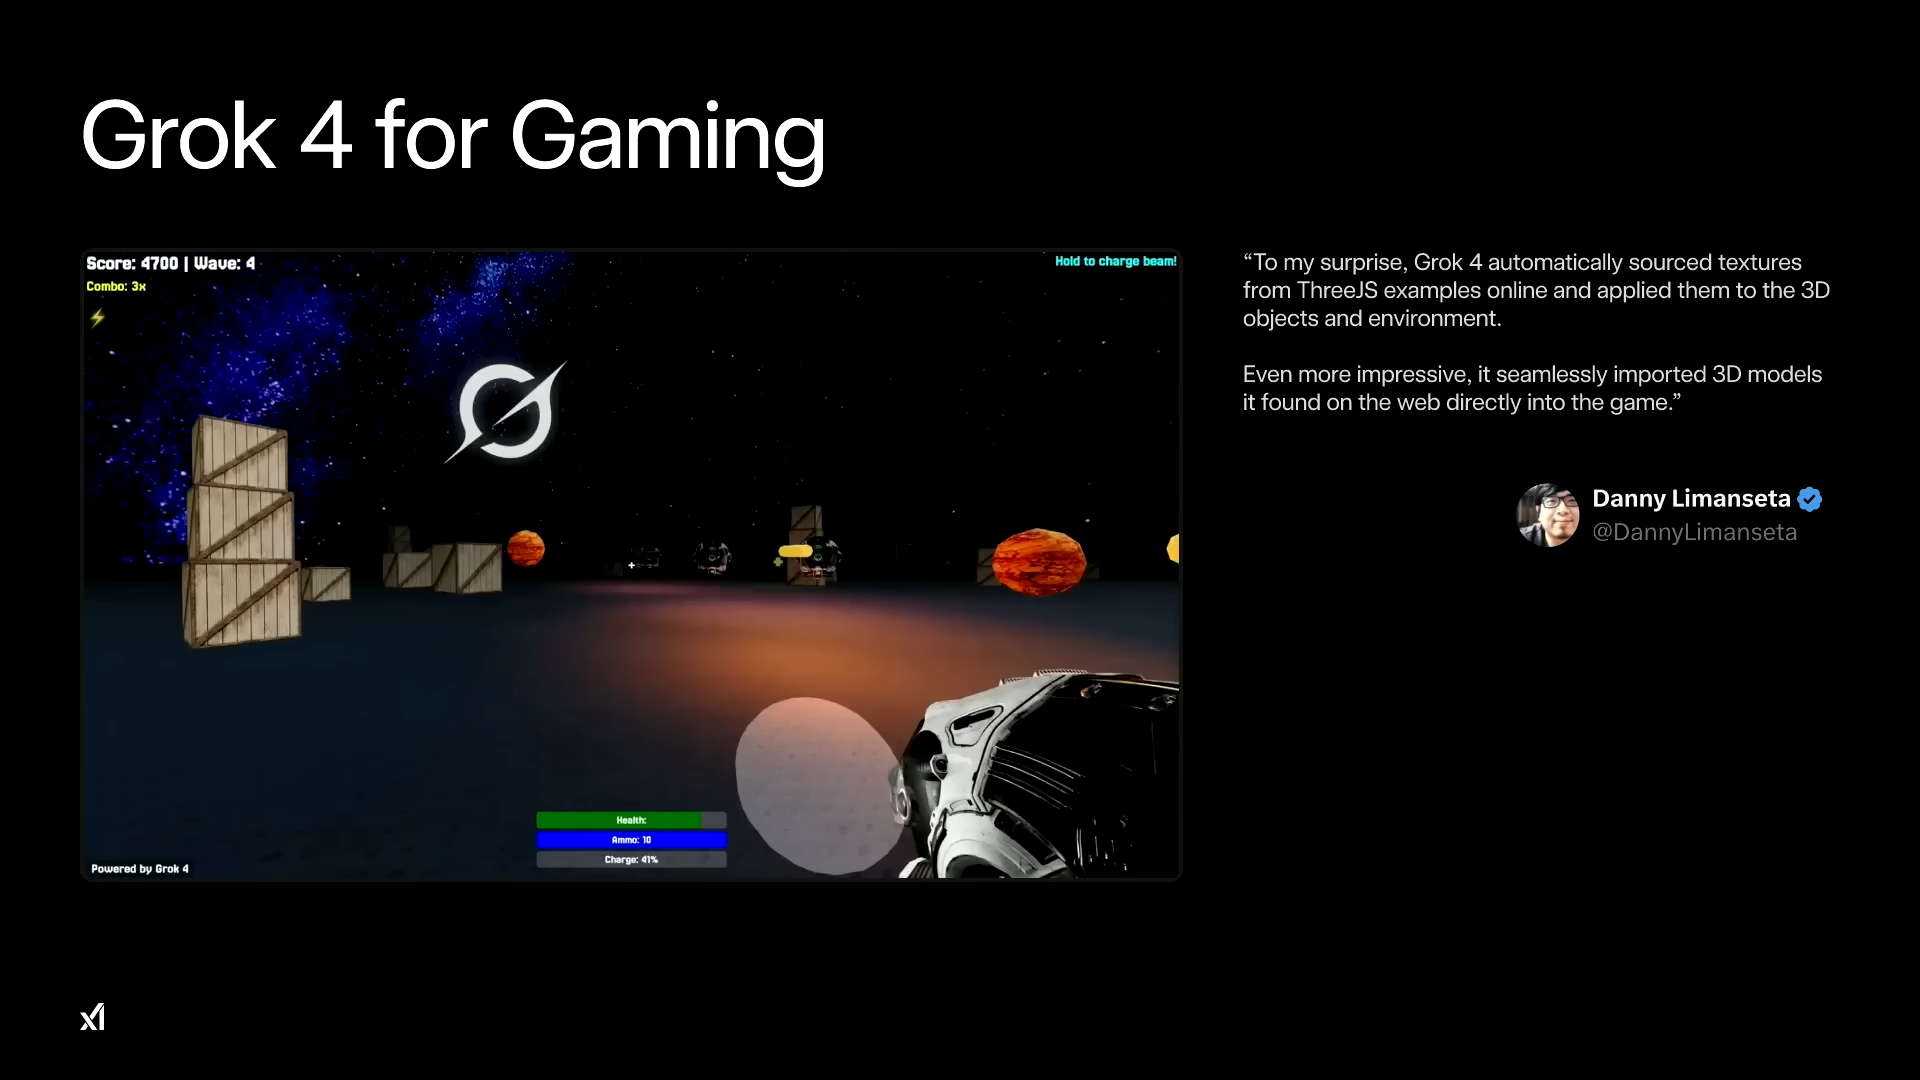 Grok 4 for Gaming
Score: 4700 | Wave: 4
Combo: 3x
Hold to charge beam!
Health:
Ammo: 10
Charge: 41%
Powered by Grok 4
“To my surprise, Grok 4 automatically sourced textures
from ThreeJS examples online and applied them to the 3D
objects and environment.
Even more impressive, it seamlessly imported 3D models
it found on the web directly into the game.”
Danny Limanseta
@DannyLimanseta
xI